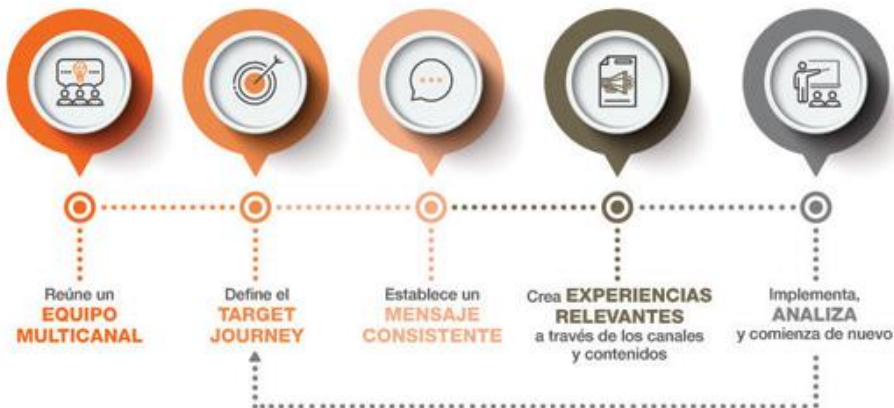 Reúne un
EQUIPO
MULTICANAL
Define el
TARGET
JOURNEY
Establece un
MENSAJE
CONSISTENTE
Crea EXPERIENCIAS
RELEVANTES
a través de los canales
y contenidos
Implementa,
ANALIZA
y comienza de nuevo